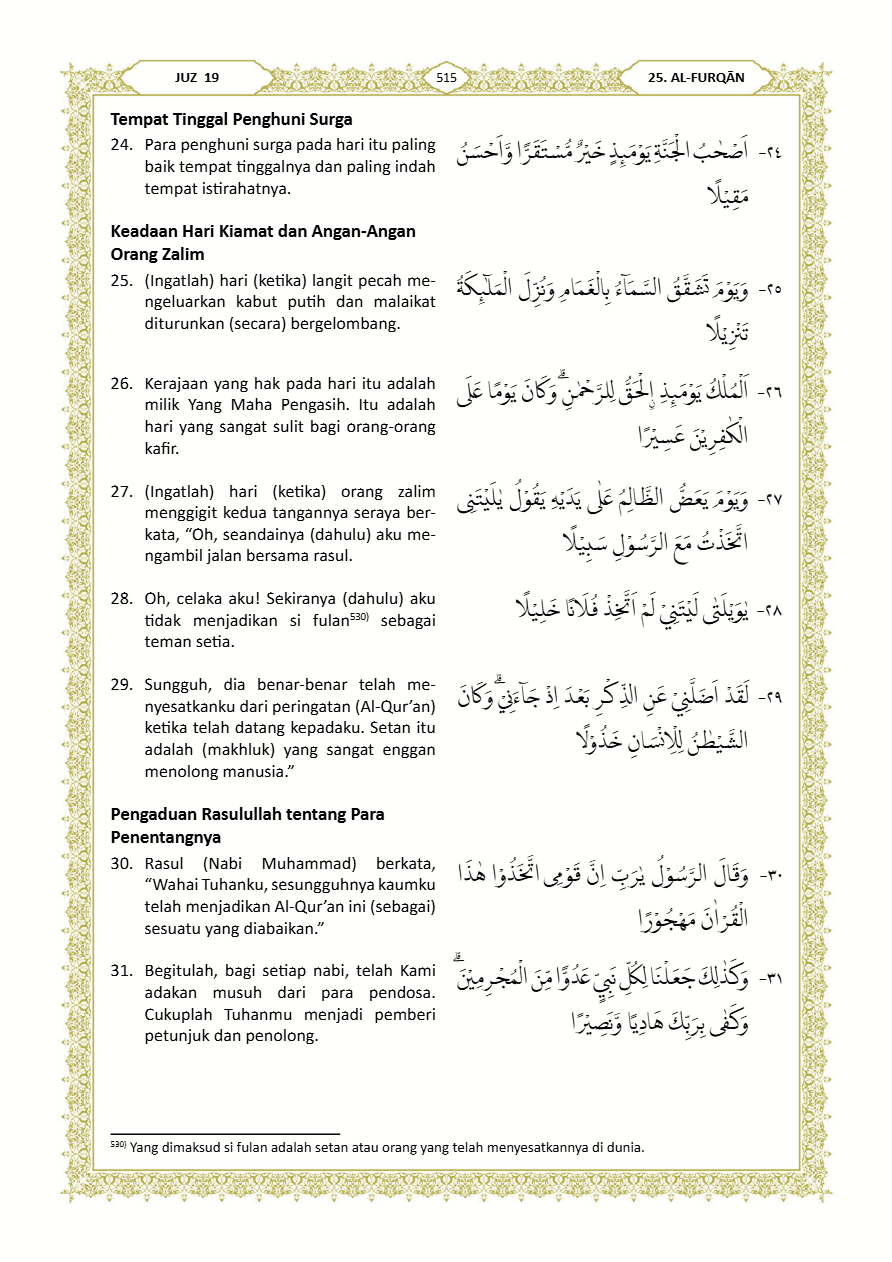 JUZ 19
515
25. AL-FURQĀN
Tempat Tinggal Penghuni Surga
24. Para penghuni surga pada hari itu paling
baik tempat tinggalnya dan paling indah
tempat istirahatnya.
٢٤- اَصْحٰبُ الْجَنَّةِ يَوْمَىِٕذٍ خَيْرٌ مُّسْتَقَرًّا وَّاَحْسَنُ
مَقِيْلًا
Keadaan Hari Kiamat dan Angan-Angan
Orang Zalim
25. (Ingatlah) hari (ketika) langit pecah me-
ngeluarkan kabut putih dan malaikat
diturunkan (secara) bergelombang.
٢٥- وَيَوْمَ تَشَقَّقُ السَّمَاۤءُ بِالْغَمَامِ وَنُزِّلَ الْمَلٰۤىِٕكَةُ
تَنْزِيْلًا
26. Kerajaan yang hak pada hari itu adalah
milik Yang Maha Pengasih. Itu adalah
hari yang sangat sulit bagi orang-orang
kafir.
٢٦- اَلْمُلْكُ يَوْمَىِٕذِ ِۨالْحَقُّ لِلرَّحْمٰنِۗ وَكَانَ يَوْمًا عَلَى
الْكٰفِرِيْنَ عَسِيْرًا
27. (Ingatlah) hari (ketika) orang zalim
menggigit kedua tangannya seraya ber-
kata, “Oh, seandainya (dahulu) aku me-
ngambil jalan bersama rasul.
٢٧- وَيَوْمَ يَعَضُّ الظَّالِمُ عَلٰى يَدَيْهِ يَقُوْلُ يٰلَيْتَنِى
اتَّخَذْتُ مَعَ الرَّسُوْلِ سَبِيْلًا
28. Oh, celaka aku! Sekiranya (dahulu) aku
tidak menjadikan si fulan⁵³⁰⁾ sebagai
teman setia.
٢٨- يٰوَيْلَتٰى لَيْتَنِيْ لَمْ اَتَّخِذْ فُلَانًا خَلِيْلًا
29. Sungguh, dia benar-benar telah me-
nyesatkanku dari peringatan (Al-Qur’an)
ketika telah datang kepadaku. Setan itu
adalah (makhluk) yang sangat enggan
menolong manusia.”
٢٩- لَقَدْ اَضَلَّنِيْ عَنِ الذِّكْرِ بَعْدَ اِذْ جَاۤءَنِيْۗ وَكَانَ
الشَّيْطٰنُ لِلْاِنْسَانِ خَذُوْلًا
Pengaduan Rasulullah tentang Para
Penentangnya
30. Rasul (Nabi Muhammad) berkata,
“Wahai Tuhanku, sesungguhnya kaumku
telah menjadikan Al-Qur’an ini (sebagai)
sesuatu yang diabaikan.”
٣٠- وَقَالَ الرَّسُوْلُ يٰرَبِّ اِنَّ قَوْمِى اتَّخَذُوْا هٰذَا
الْقُرْاٰنَ مَهْجُوْرًا
31. Begitulah, bagi setiap nabi, telah Kami
adakan musuh dari para pendosa.
Cukuplah Tuhanmu menjadi pemberi
petunjuk dan penolong.
٣١- وَكَذٰلِكَ جَعَلْنَا لِكُلِّ نَبِيٍّ عَدُوًّا مِّنَ الْمُجْرِمِيْنَۗ
وَكَفٰى بِرَبِّكَ هَادِيًا وَّنَصِيْرًا
⁵³⁰⁾ Yang dimaksud si fulan adalah setan atau orang yang telah menyesatkannya di dunia.